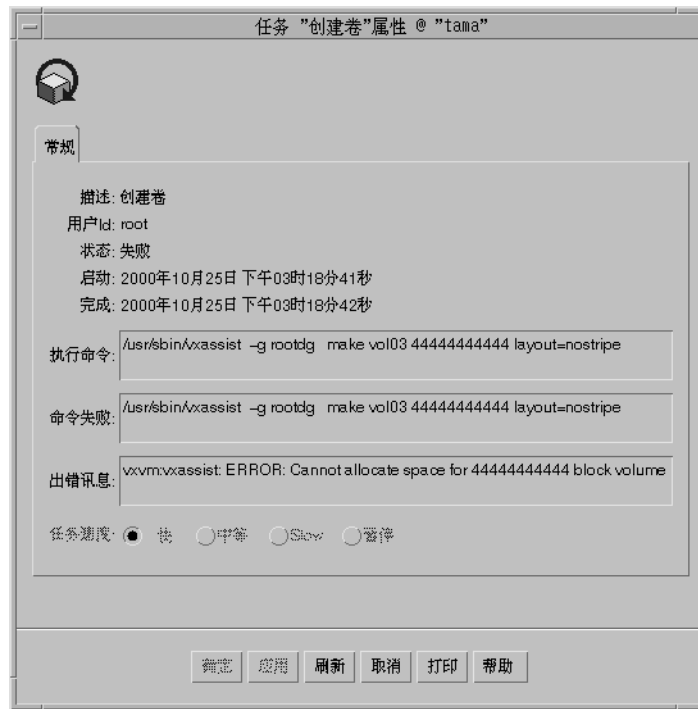 任务 "创建卷"属性 @ "tama"
常规
描述: 创建卷
用户Id: root
状态: 失败
启动: 2000年10月25日 下午03时18分41秒
完成: 2000年10月25日 下午03时18分42秒
执行命令: /usr/sbin/vxassist -g rootdg make vol03 44444444444 layout=nostripe
命令失败: /usr/sbin/vxassist -g rootdg make vol03 44444444444 layout=nostripe
出错讯息: vxvm:vxassist: ERROR: Cannot allocate space for 44444444444 block volume
任务速度: 快 中等 Slow 暂停
确定 应用 刷新 取消 打印 帮助